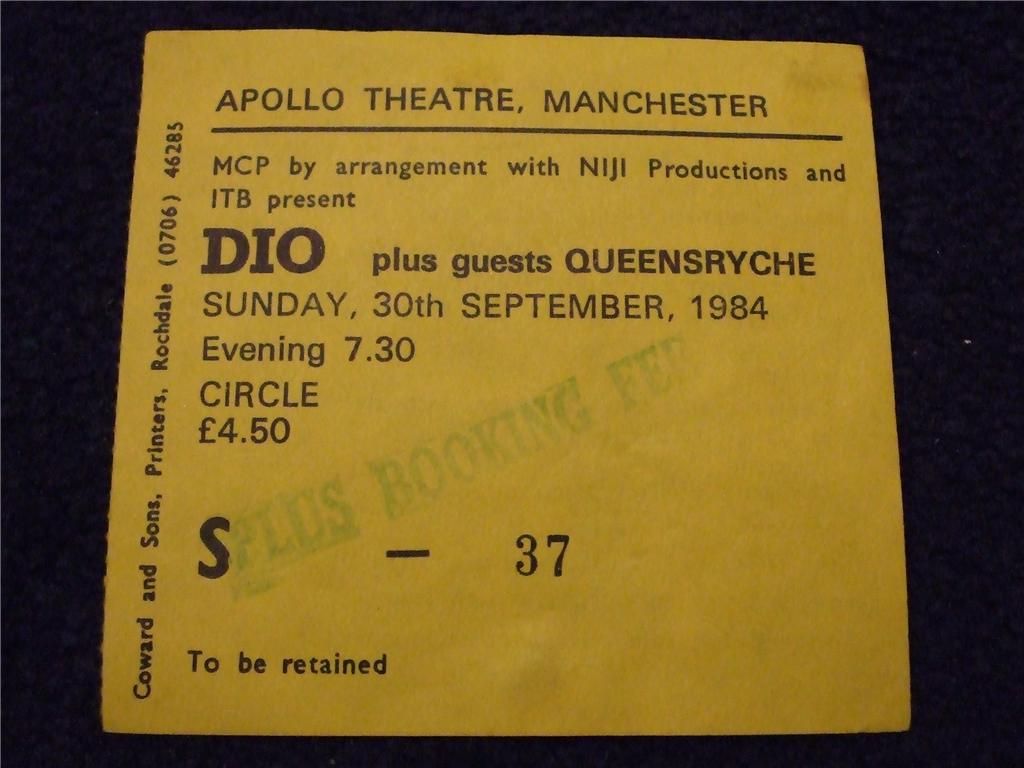 APOLLO THEATRE, MANCHESTER
MCP by arrangement with NIJI Productions and
ITB present
DIO plus guests QUEENSRYCHE
SUNDAY, 30th SEPTEMBER, 1984
Evening 7.30
CIRCLE
£4.50
PLUS BOOKING FEE
S – 37
To be retained
Coward and Sons, Printers, Rochdale (0706) 46285